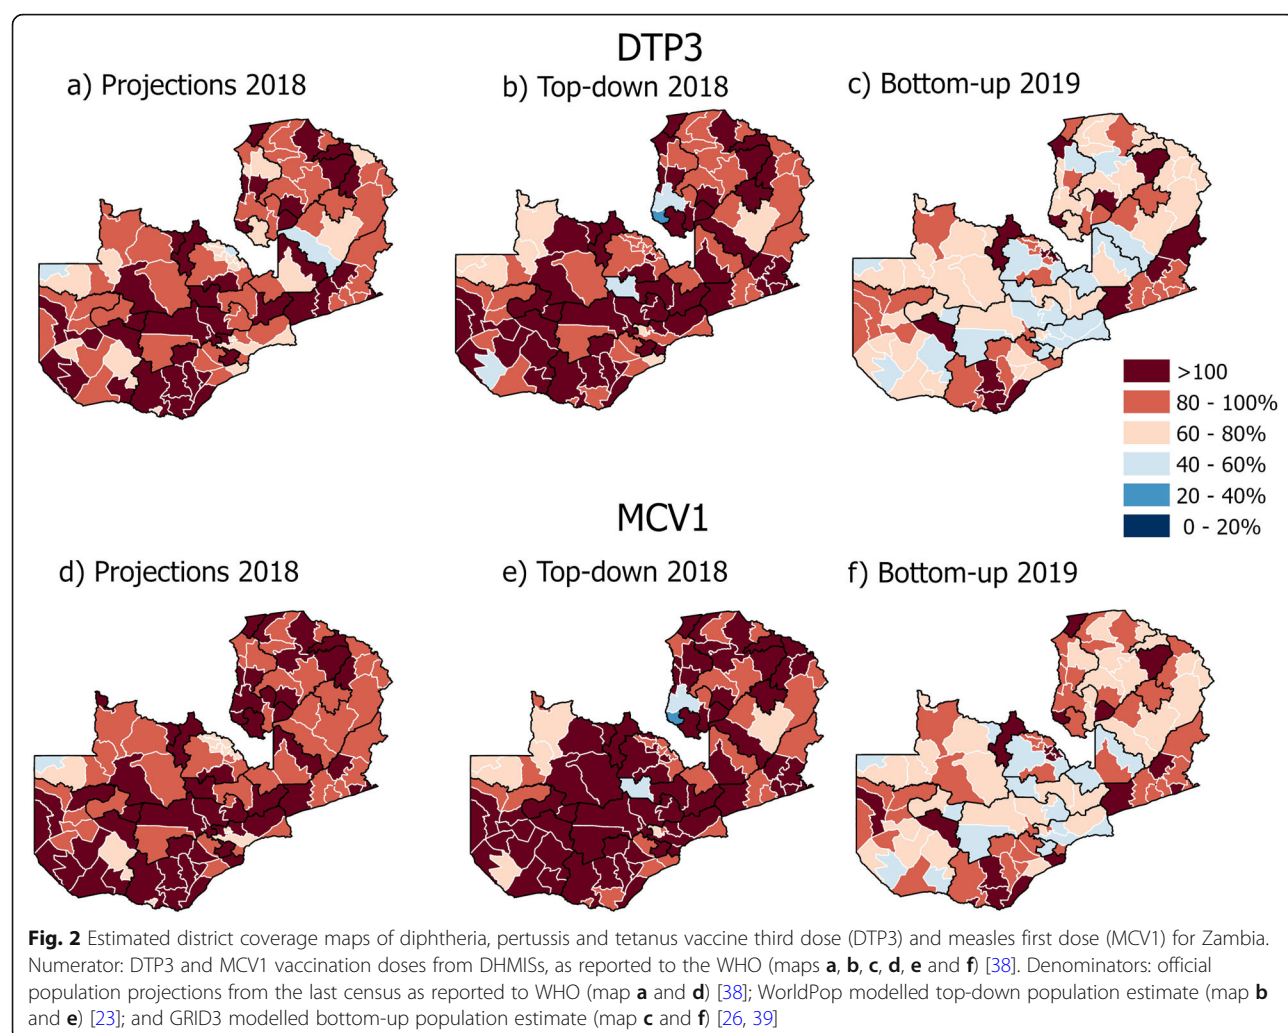 DTP3
a) Projections 2018
b) Top-down 2018
c) Bottom-up 2019
>100
80 - 100%
60 - 80%
40 - 60%
20 - 40%
0 - 20%
MCV1
d) Projections 2018
e) Top-down 2018
f) Bottom-up 2019
Fig. 2 Estimated district coverage maps of diphtheria, pertussis and tetanus vaccine third dose (DTP3) and measles first dose (MCV1) for Zambia.
Numerator: DTP3 and MCV1 vaccination doses from DHMISs, as reported to the WHO (maps a, b, c, d, e and f) [38]. Denominators: official
population projections from the last census as reported to WHO (map a and d) [38]; WorldPop modelled top-down population estimate (map b
and e) [23]; and GRID3 modelled bottom-up population estimate (map c and f) [26, 39]